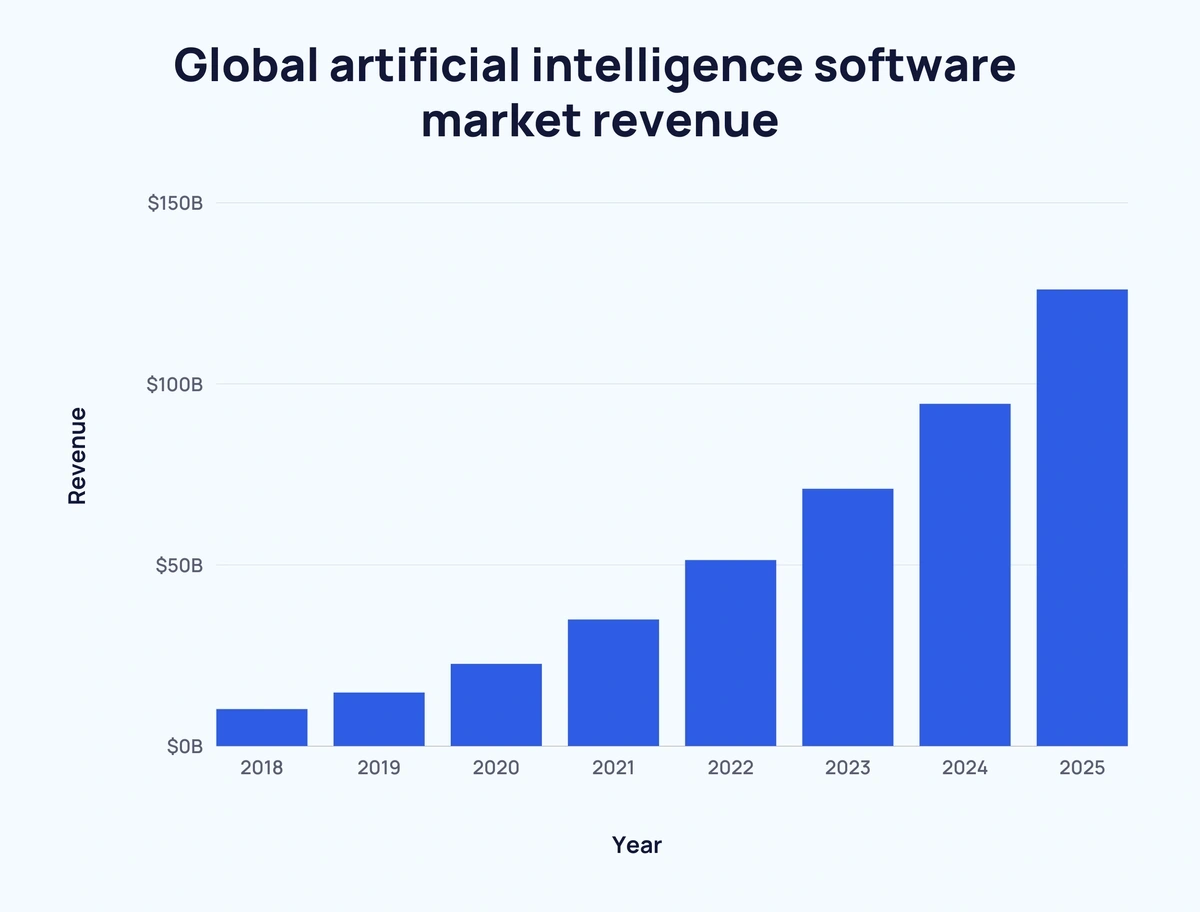 Global artificial intelligence software
market revenue
$150B
$100B
$50B
$0B
Revenue
2018 2019 2020 2021 2022 2023 2024 2025
Year